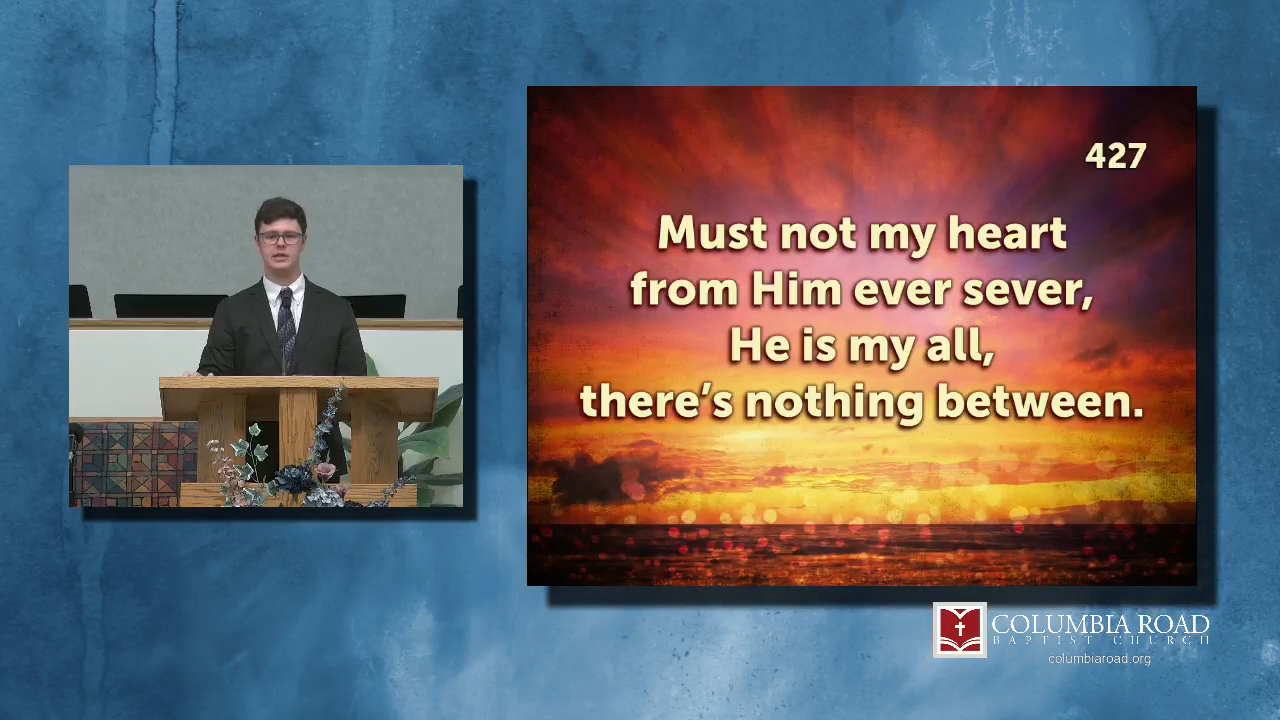 427
Must not my heart
from Him ever sever,
He is my all,
there's nothing between.
COLUMBIA ROAD
BAPTIST CHURCH
columbiaroad.org